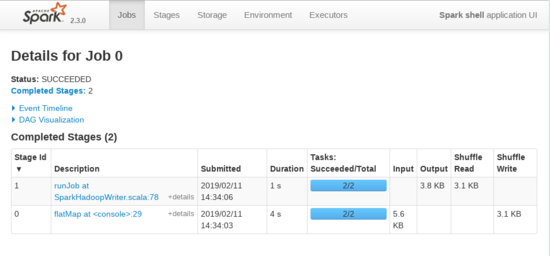 APACHE
Spark 2.3.0 Jobs Stages Storage Environment Executors Spark shell application UI
Details for Job 0
Status: SUCCEEDED
Completed Stages: 2
Event Timeline
DAG Visualization
Completed Stages (2)
Stage Id ▼ Description Submitted Duration Tasks: Succeeded/Total Input Output Shuffle Read Shuffle Write
1 runJob at SparkHadoopWriter.scala:78 +details 2019/02/11 14:34:06 1 s 2/2 3.8 KB 3.1 KB
0 flatMap at <console>:29 +details 2019/02/11 14:34:03 4 s 2/2 5.6 KB 3.1 KB